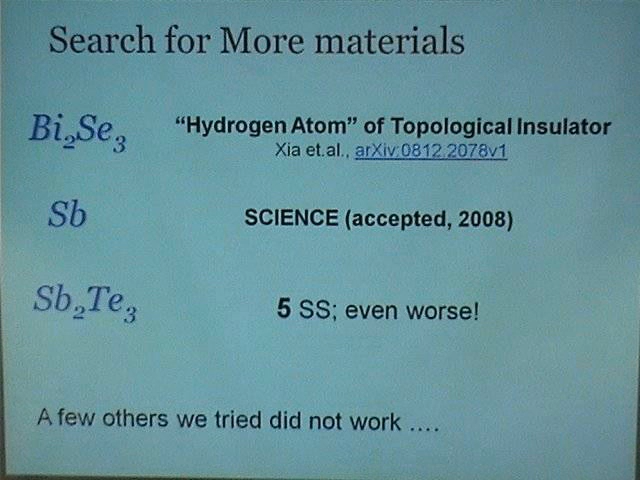 Search for More materials
Bi₂Se₃ “Hydrogen Atom” of Topological Insulator
Xia et.al., arXiv:0812.2078v1
Sb SCIENCE (accepted, 2008)
Sb₂Te₃ 5 SS; even worse!
A few others we tried did not work ....